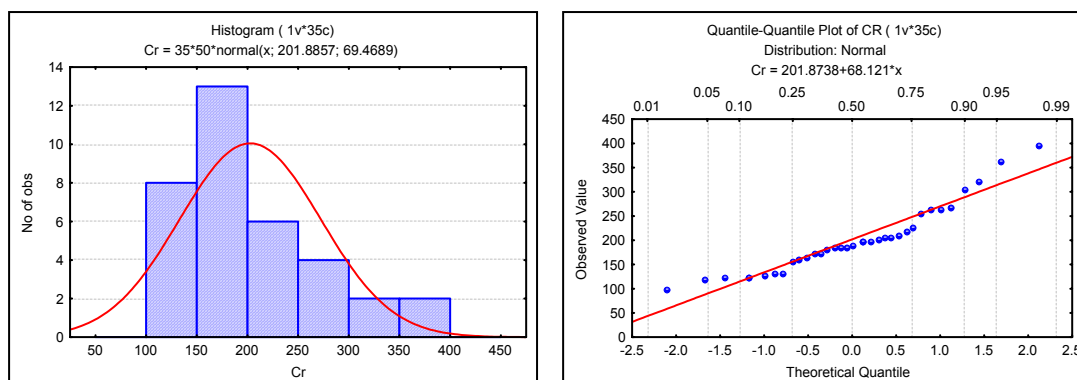 Histogram ( 1v*35c)
Cr = 35*50*normal(x; 201.8857; 69.4689)
14
12
10
8
6
4
2
0
No of obs
50 100 150 200 250 300 350 400 450
Cr
Quantile-Quantile Plot of CR ( 1v*35c)
Distribution: Normal
Cr = 201.8738+68.121*x
0.01 0.05 0.10 0.25 0.50 0.75 0.90 0.95 0.99
450
400
350
300
250
200
150
100
50
0
Observed Value
-2.5 -2.0 -1.5 -1.0 -0.5 0.0 0.5 1.0 1.5 2.0 2.5
Theoretical Quantile